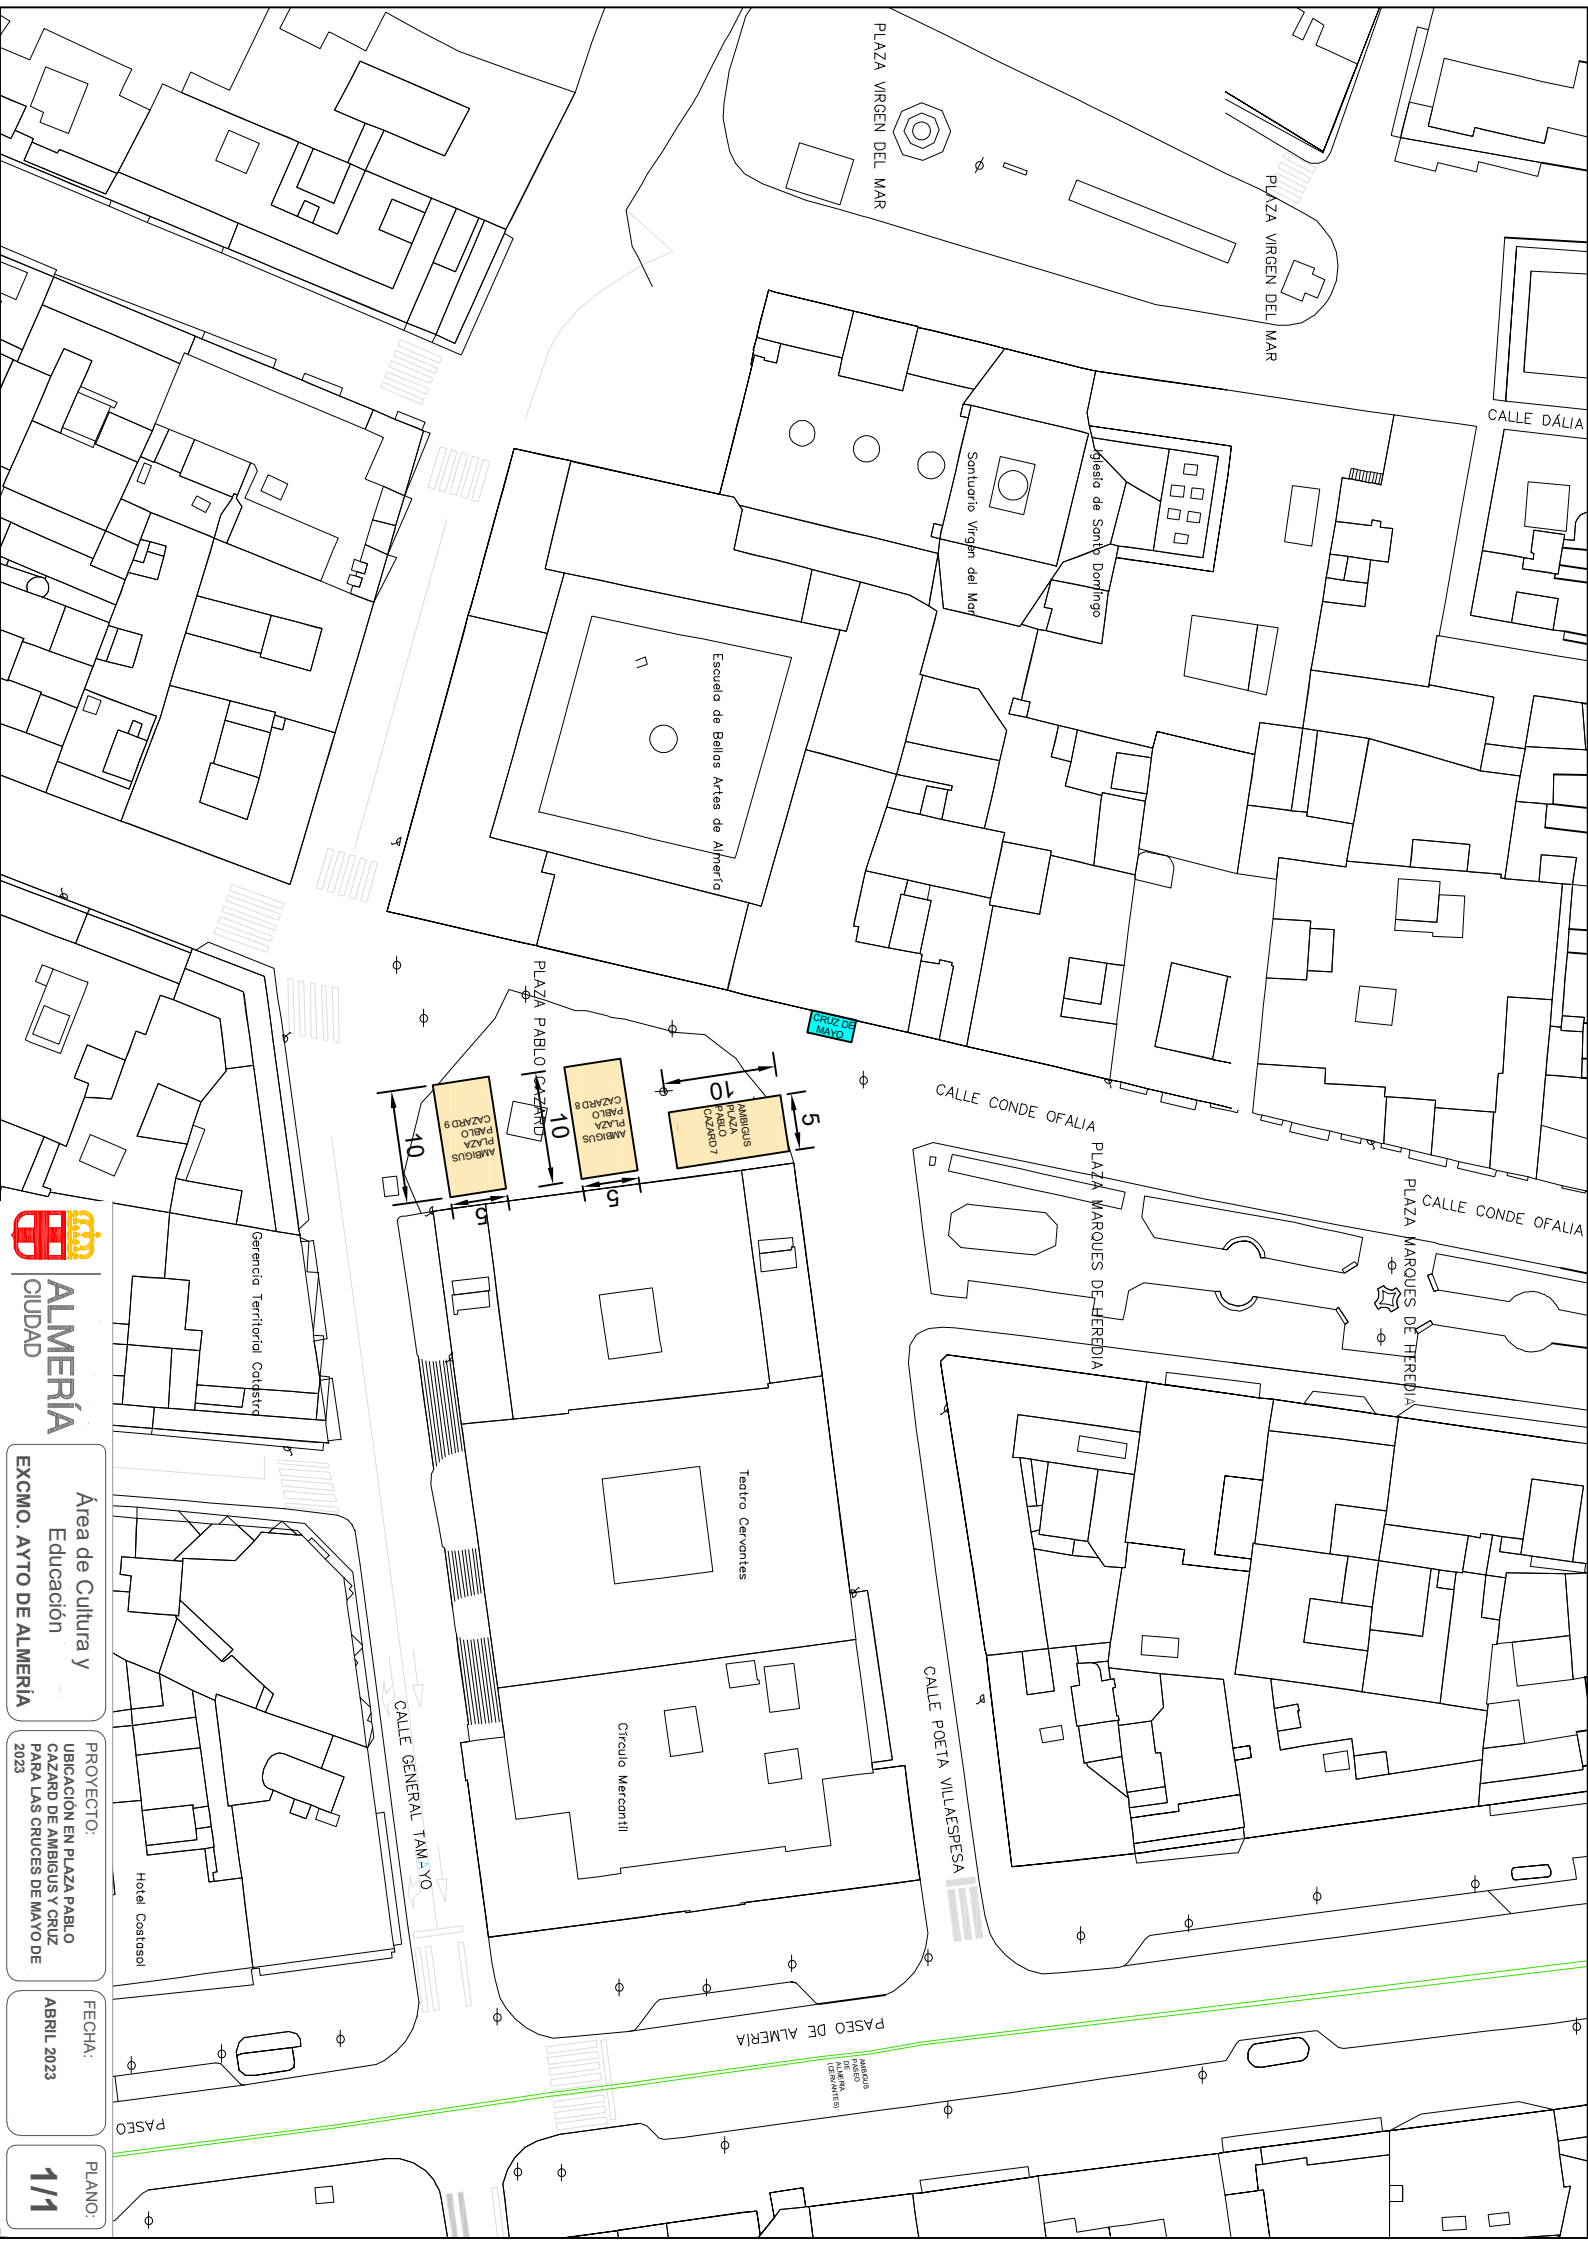 PLAZA VIRGEN DEL MAR
PLAZA VIRGEN DEL MAR
CALLE DÁLIA
Santuario Virgen del Mar
Iglesia de Santo Domingo
Escuela de Bellas Artes de Almería
PLAZA PABLO CAZARD
CRUZ DE
MAYO
CALLE CONDE OFALIA
CALLE CONDE OFALIA
PLAZA MARQUES DE HEREDIA
PLAZA MARQUES DE HEREDIA
AMBIGUS
PLAZA
PABLO
CAZARD 7
10
5
AMBIGUS
PLAZA
PABLO
CAZARD 8
10
5
AMBIGUS
PLAZA
PABLO
CAZARD 9
10
5
Gerencia Territorial Catastro
Teatro Cervantes
Círculo Mercantil
CALLE POETA VILLAESPESA
CALLE GENERAL TAMAYO
Hotel Costasol
PASEO DE ALMERÍA
AMBIGUS
PASEO
DE
ALMERIA
(CERVANTES)
PASEO
ALMERÍA
CIUDAD
Área de Cultura y
Educación
EXCMO. AYTO DE ALMERÍA
PROYECTO:
UBICACIÓN EN PLAZA PABLO
CAZARD DE AMBIGUS Y CRUZ
PARA LAS CRUCES DE MAYO DE
2023
FECHA:
ABRIL 2023
PLANO:
1/1